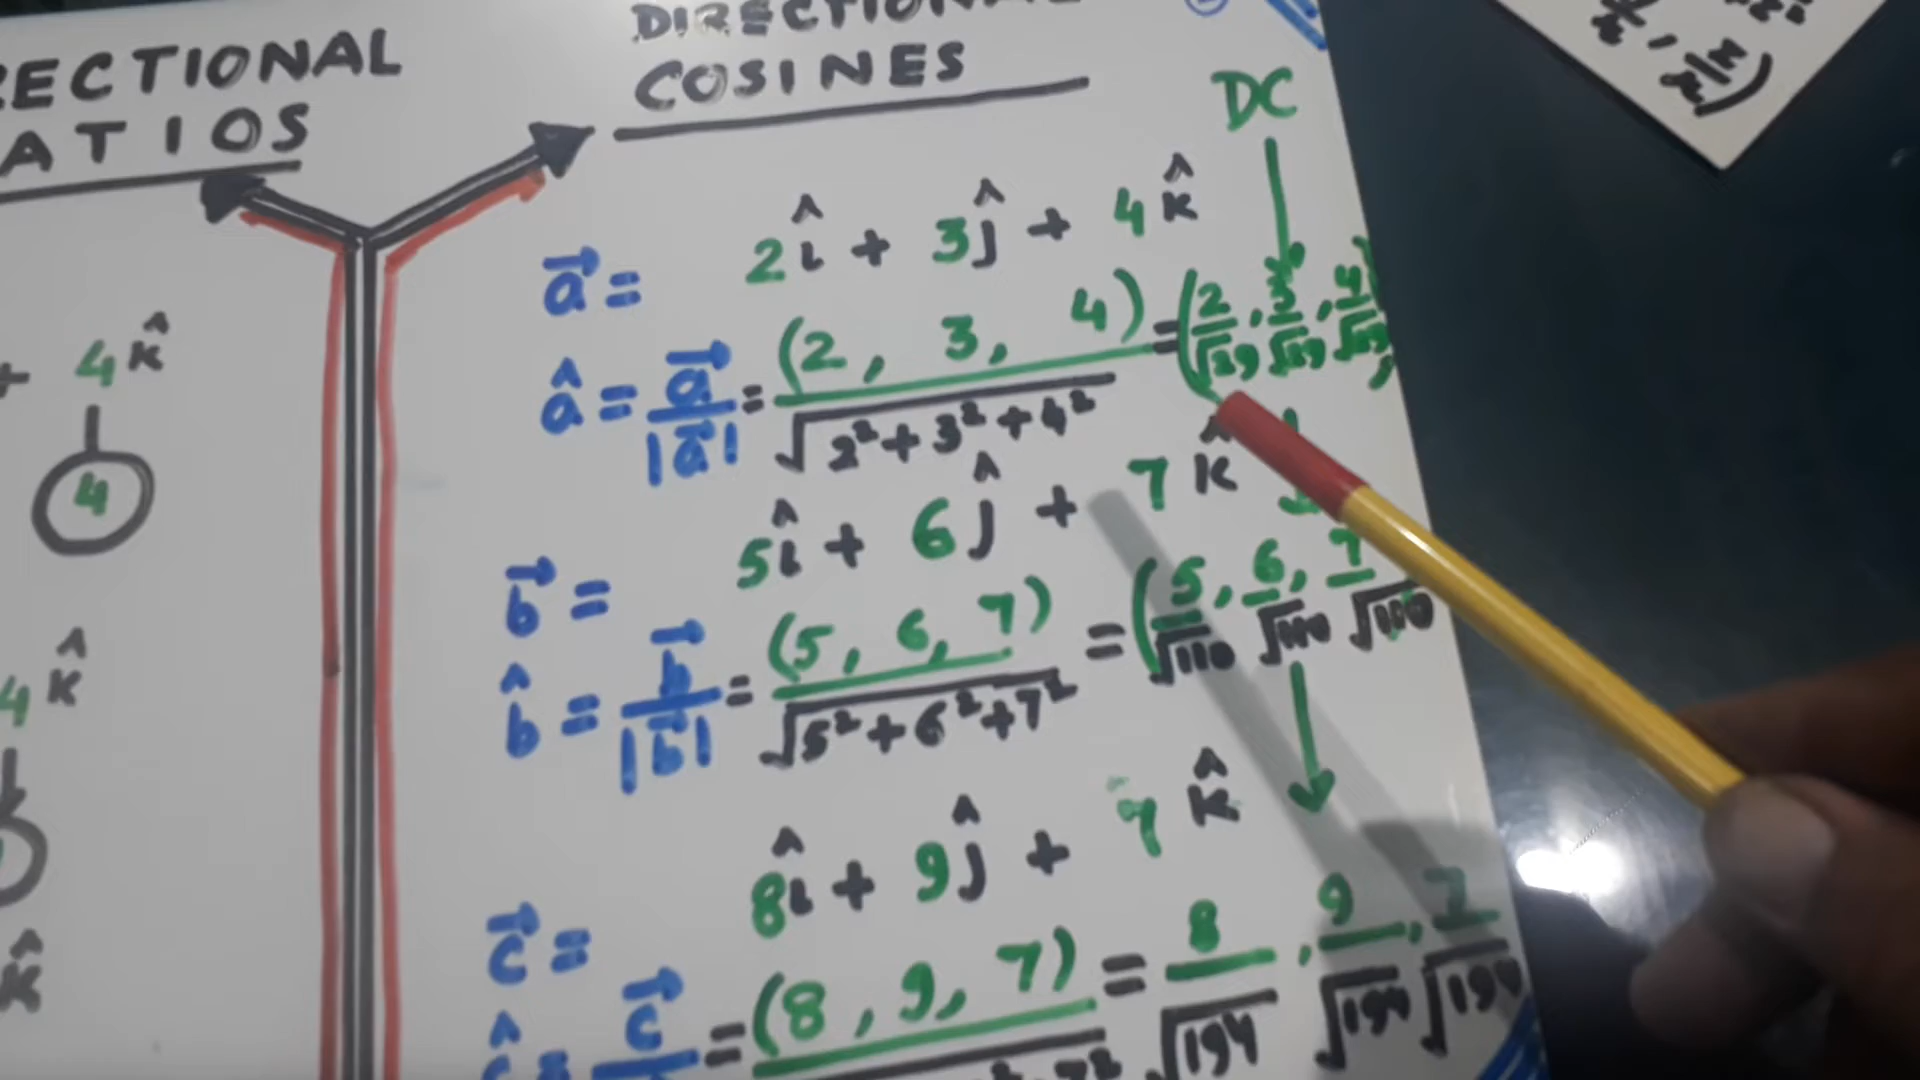 ECTIONAL
ATIOS
+ 4k̂
4
4 k̂
k̂
DIRECTIONAL
COSINES
DC
a⃗ = 2î + 3ĵ + 4k̂
â = a⃗/|a⃗| = (2, 3, 4)/√(2²+3²+4²) = (2/√29, 3/√29, 4/√29)
b⃗ = 5î + 6ĵ + 7k̂
b̂ = b⃗/|b⃗| = (5, 6, 7)/√(5²+6²+7²) = (5/√110, 6/√110, 7/√110
c⃗ = 8î + 9ĵ + 7k̂
ĉ = c⃗/ = (8, 9, 7)/ = 8/√194, 9/√194, 7/√194